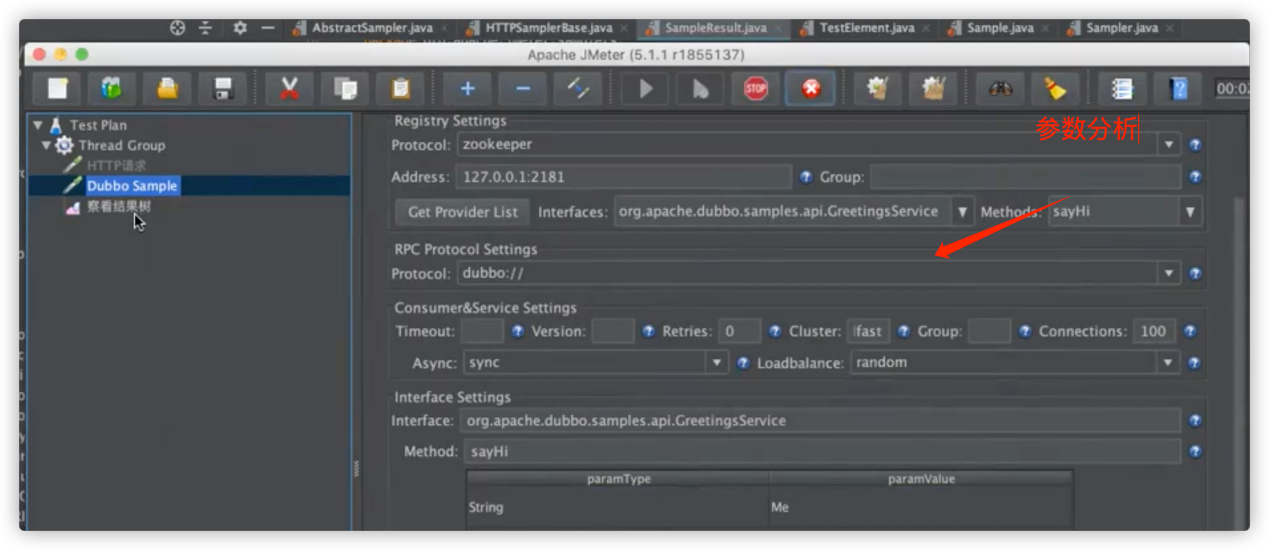 AbstractSampler.java HTTPSamplerBase.java SampleResult.java TestElement.java Sample.java Sampler.java
Apache JMeter (5.1.1 r1855137)
STOP
Test Plan
Thread Group
HTTP请求
Dubbo Sample
察看结果树
Registry Settings
参数分析
Protocol: zookeeper
Address: 127.0.0.1:2181 Group:
Get Provider List Interfaces: org.apache.dubbo.samples.api.GreetingsService Methods: sayHi
RPC Protocol Settings
Protocol: dubbo://
Consumer&Service Settings
Timeout: Version: Retries: 0 Cluster: lfast Group: Connections: 100
Async: sync Loadbalance: random
Interface Settings
Interface: org.apache.dubbo.samples.api.GreetingsService
Method: sayHi
paramType paramValue
String Me